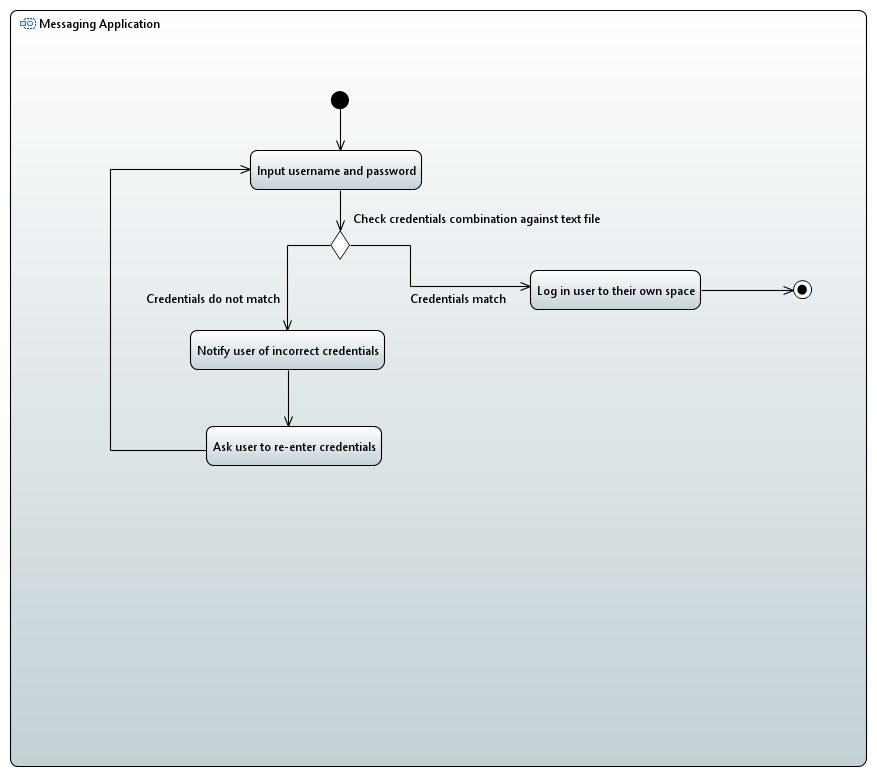 Messaging Application
Input username and password
Check credentials combination against text file
Credentials do not match
Credentials match
Log in user to their own space
Notify user of incorrect credentials
Ask user to re-enter credentials